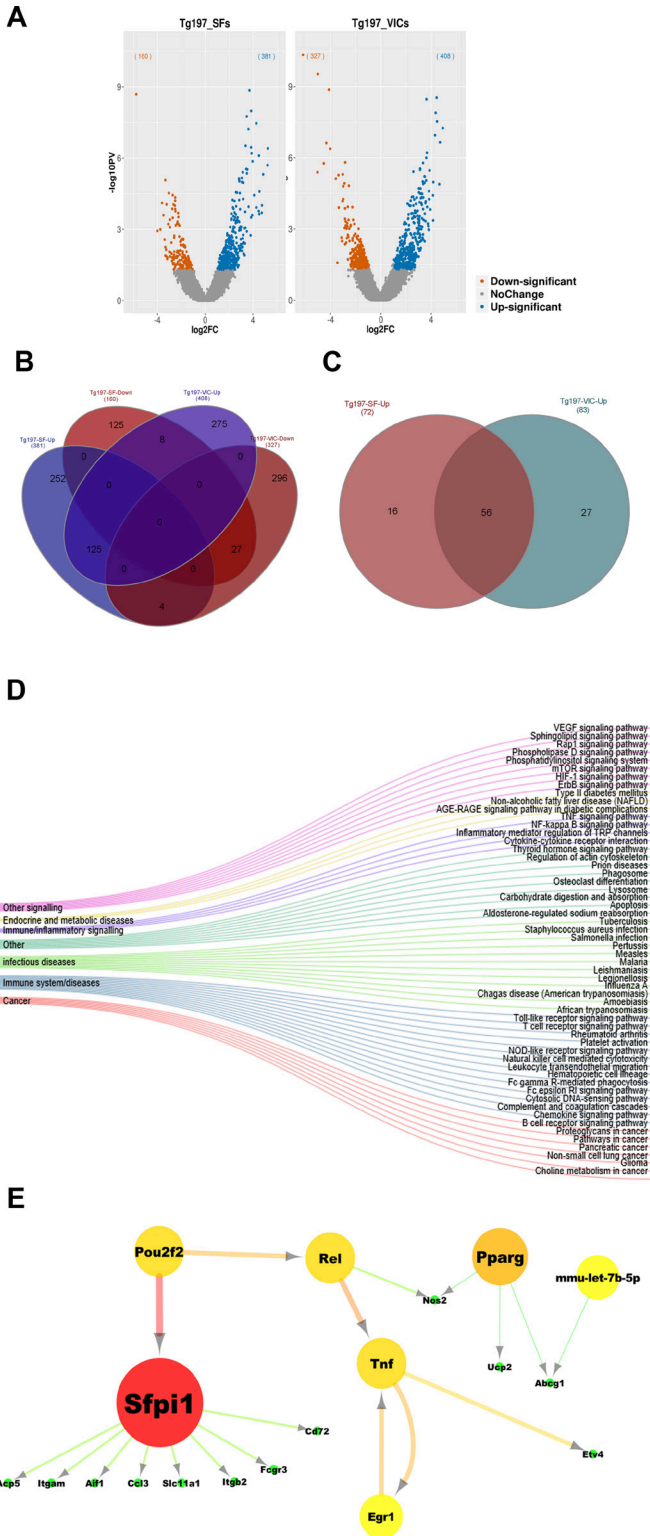 A
Tg197_SFs
Tg197_VICs
( 160 )
( 381 )
( 327 )
( 408 )
9
6
3
0
9
6
3
0
-log10PV
-4
0
4
-4
0
4
log2FC
log2FC
Down-significant
NoChange
Up-significant
B
Tg197-SF-Down
(160)
Tg197-VIC-Up
(408)
Tg197-SF-Up
(381)
Tg197-VIC-Down
(327)
125
8
275
0
0
252
0
0
296
0
125
27
0
0
4
C
Tg197-SF-Up
(72)
Tg197-VIC-Up
(83)
16
56
27
D
VEGF signaling pathway
Sphingolipid signaling pathway
Rap1 signaling pathway
Phospholipase D signaling pathway
Phosphatidylinositol signaling system
mTOR signaling pathway
HIF-1 signaling pathway
ErbB signaling pathway
Type II diabetes mellitus
Non-alcoholic fatty liver disease (NAFLD)
AGE-RAGE signaling pathway in diabetic complications
TNF signaling pathway
NF-kappa B signaling pathway
Inflammatory mediator regulation of TRP channels
Cytokine-cytokine receptor interaction
Thyroid hormone signaling pathway
Regulation of actin cytoskeleton
Prion diseases
Phagosome
Osteoclast differentiation
Lysosome
Carbohydrate digestion and absorption
Apoptosis
Aldosterone-regulated sodium reabsorption
Tuberculosis
Staphylococcus aureus infection
Salmonella infection
Pertussis
Measles
Malaria
Leishmaniasis
Legionellosis
Influenza A
Chagas disease (American trypanosomiasis)
Amoebiasis
African trypanosomiasis
Toll-like receptor signaling pathway
T cell receptor signaling pathway
Rheumatoid arthritis
Platelet activation
NOD-like receptor signaling pathway
Natural killer cell mediated cytotoxicity
Leukocyte transendothelial migration
Hematopoietic cell lineage
Fc gamma R-mediated phagocytosis
Fc epsilon RI signaling pathway
Cytosolic DNA-sensing pathway
Complement and coagulation cascades
Chemokine signaling pathway
B cell receptor signaling pathway
Proteoglycans in cancer
Pathways in cancer
Pancreatic cancer
Non-small cell lung cancer
Glioma
Choline metabolism in cancer
Other signalling
Endocrine and metabolic diseases
Immune/inflammatory signalling
Other
infectious diseases
Immune system/diseases
Cancer
E
Pou2f2
Rel
Pparg
mmu-let-7b-5p
Nos2
Tnf
Ucp2
Abcg1
Sfpi1
Cd72
Etv4
Fcgr3
Acp5
Itgam
Aif1
Ccl3
Slc11a1
Itgb2
Egr1